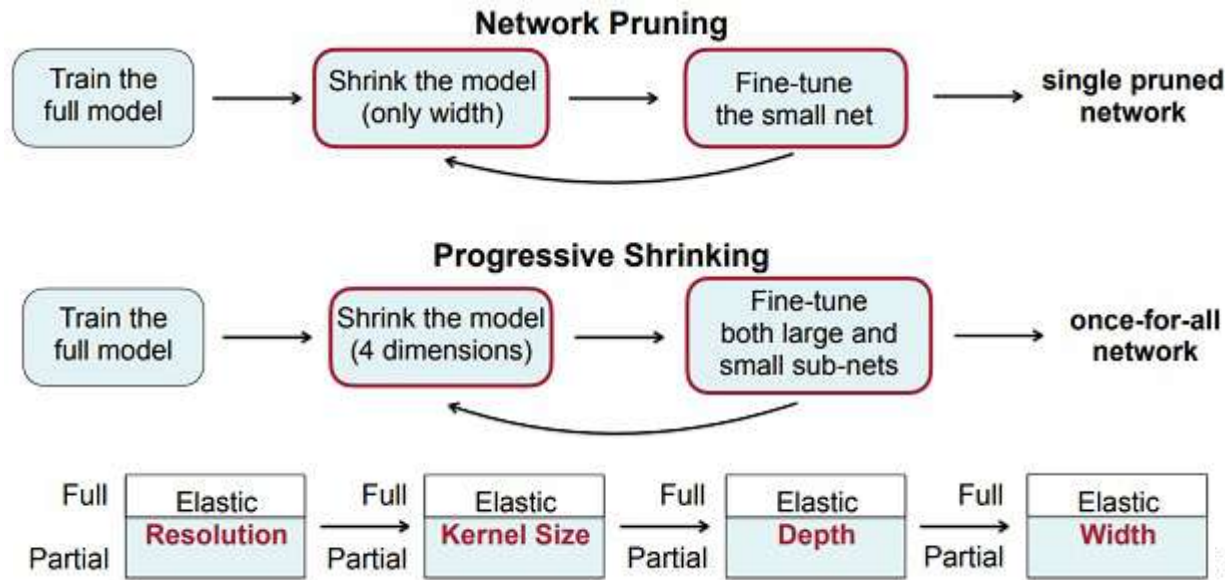 Network Pruning
Train the
full model
Shrink the model
(only width)
Fine-tune
the small net
single pruned
network
Progressive Shrinking
Train the
full model
Shrink the model
(4 dimensions)
Fine-tune
both large and
small sub-nets
once-for-all
network
Full
Partial
Elastic
Resolution
Full
Partial
Elastic
Kernel Size
Full
Partial
Elastic
Depth
Full
Partial
Elastic
Width